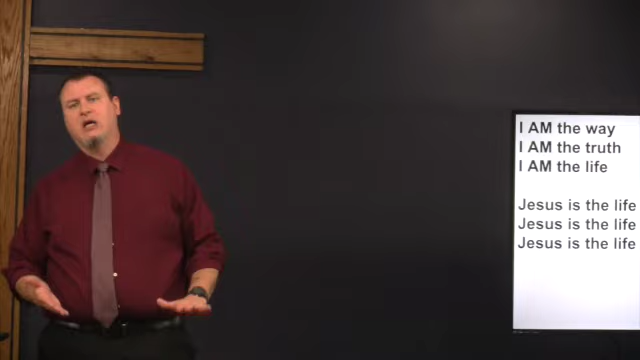 I AM the way
I AM the truth
I AM the life
Jesus is the life
Jesus is the life
Jesus is the life